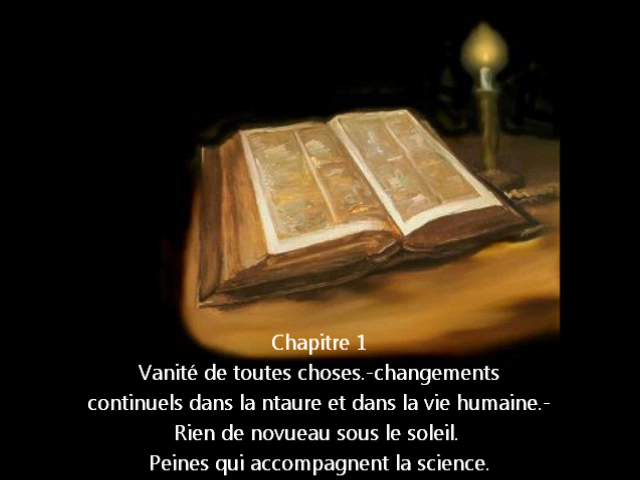 Chapitre 1
Vanité de toutes choses.-changements
continuels dans la ntaure et dans la vie humaine.-
Rien de novueau sous le soleil.
Peines qui accompagnent la science.